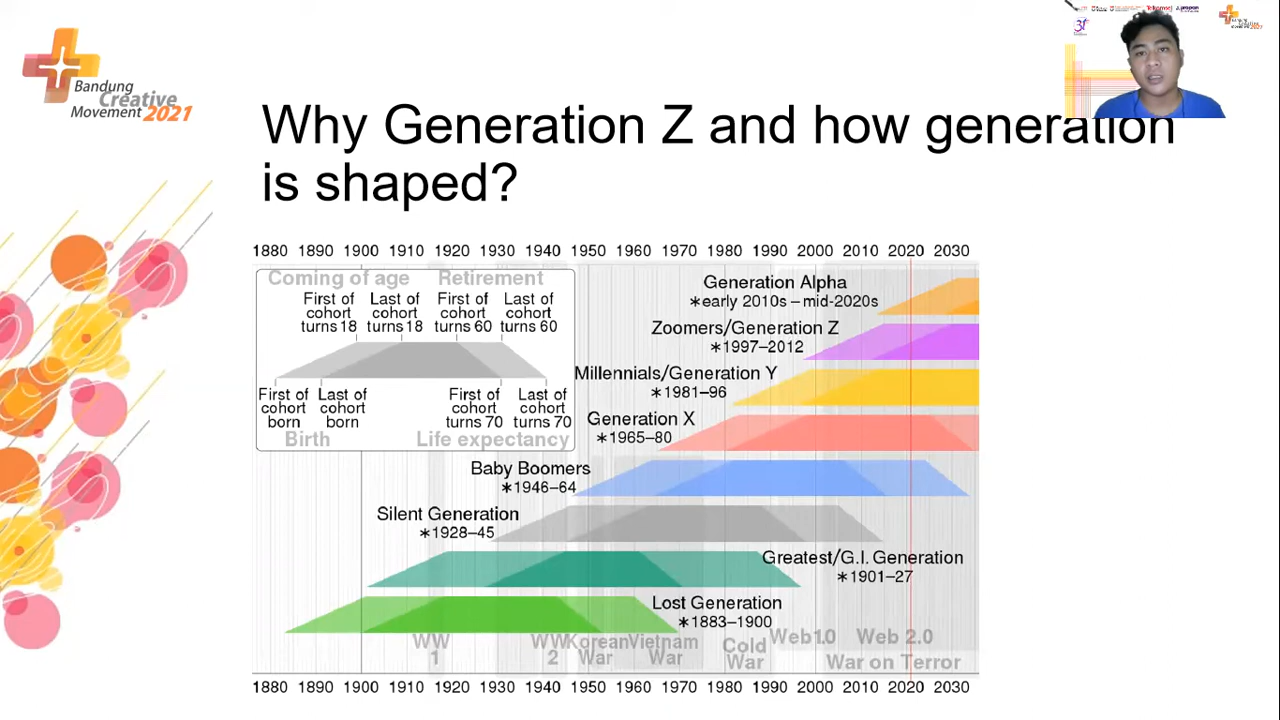 Bandung
Creative
Movement 2021
Why Generation Z and how generation
is shaped?
1880 1890 1900 1910 1920 1930 1940 1950 1960 1970 1980 1990 2000 2010 2020 2030
Coming of age Retirement
First of cohort turns 18
Last of cohort turns 18
First of cohort turns 60
Last of cohort turns 60
First of cohort born
Last of cohort born
First of cohort turns 70
Last of cohort turns 70
Birth Life expectancy
Generation Alpha
∗early 2010s – mid-2020s
Zoomers/Generation Z
∗1997–2012
Millennials/Generation Y
∗1981–96
Generation X
∗1965–80
Baby Boomers
∗1946–64
Silent Generation
∗1928–45
Greatest/G.I. Generation
∗1901–27
Lost Generation
∗1883–1900
WW 1
WW 2
Korean War
Vietnam War
Cold War
Web1.0
Web 2.0
War on Terror
1880 1890 1900 1910 1920 1930 1940 1950 1960 1970 1980 1990 2000 2010 2020 2030